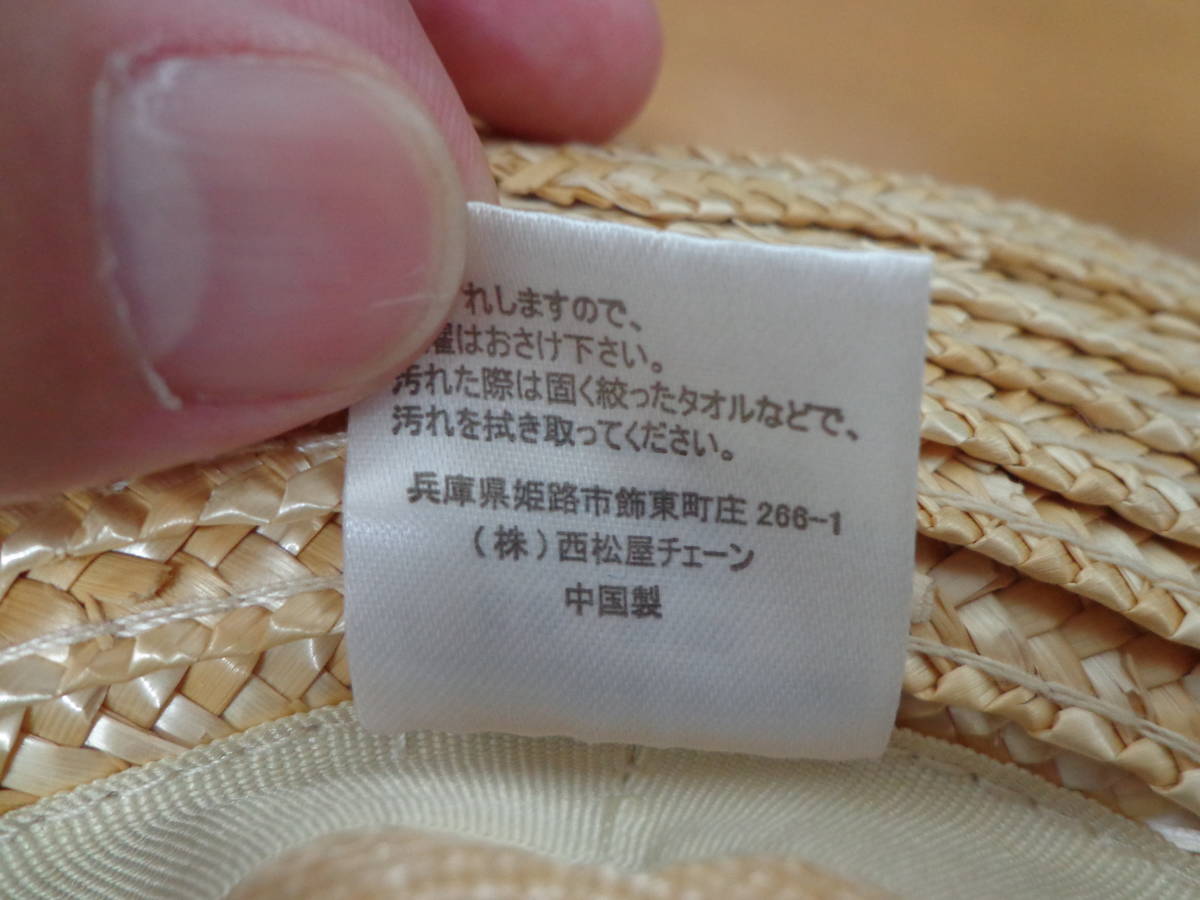 れしますので、
濯はおさけ下さい。
汚れた際は固く絞ったタオルなどで、
汚れを拭き取ってください。
兵庫県姫路市飾東町庄 266-1
(株)西松屋チェーン
中国製